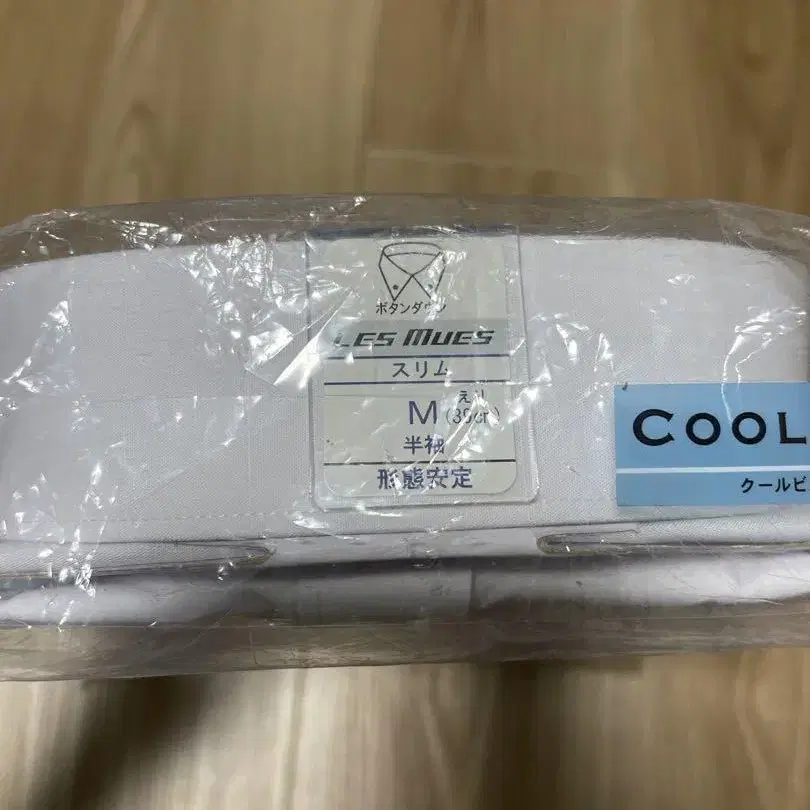 ボタンダウン
LES MUES
スリム
えり
M(39cm)
半袖
形態安定
COOL
クールビ